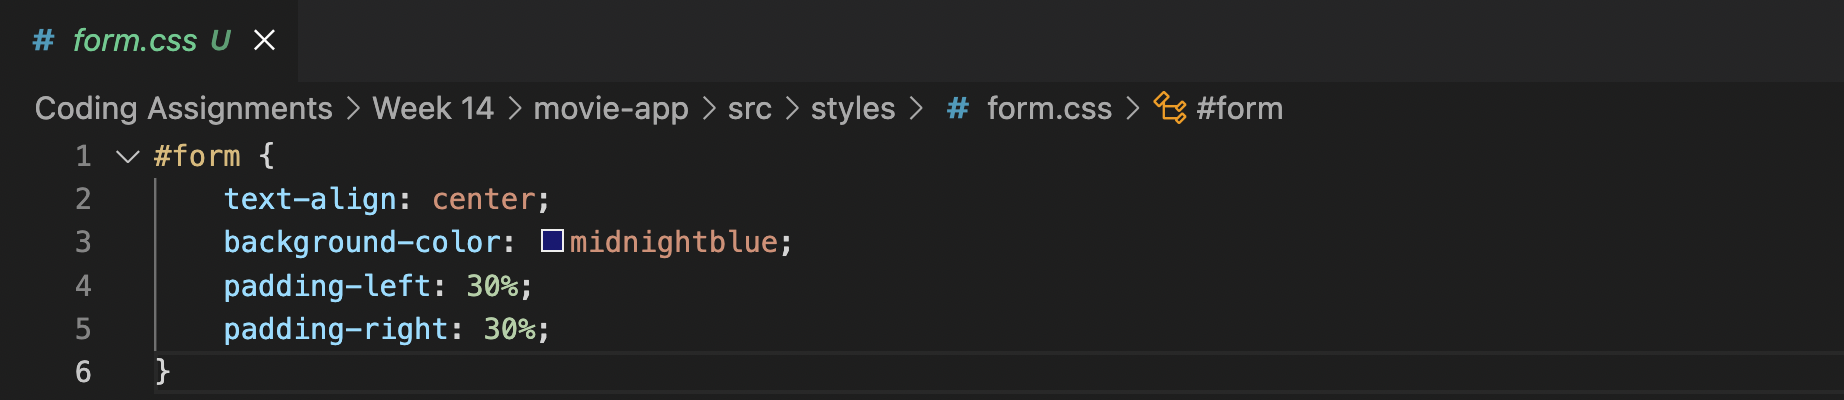 # form.css U
Coding Assignments > Week 14 > movie-app > src > styles > # form.css > #form
1 #form {
2 text-align: center;
3 background-color: midnightblue;
4 padding-left: 30%;
5 padding-right: 30%;
6 }